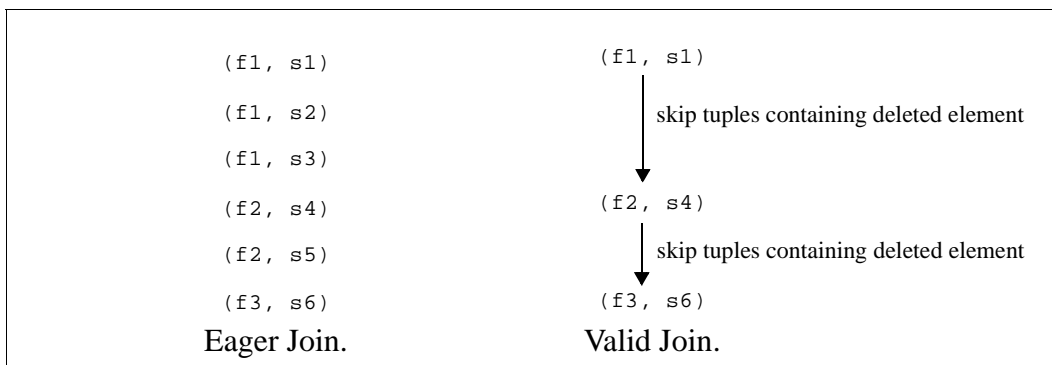 (f1, s1)
(f1, s2)
(f1, s3)
(f2, s4)
(f2, s5)
(f3, s6)
Eager Join.
(f1, s1)
skip tuples containing deleted element
(f2, s4)
skip tuples containing deleted element
(f3, s6)
Valid Join.